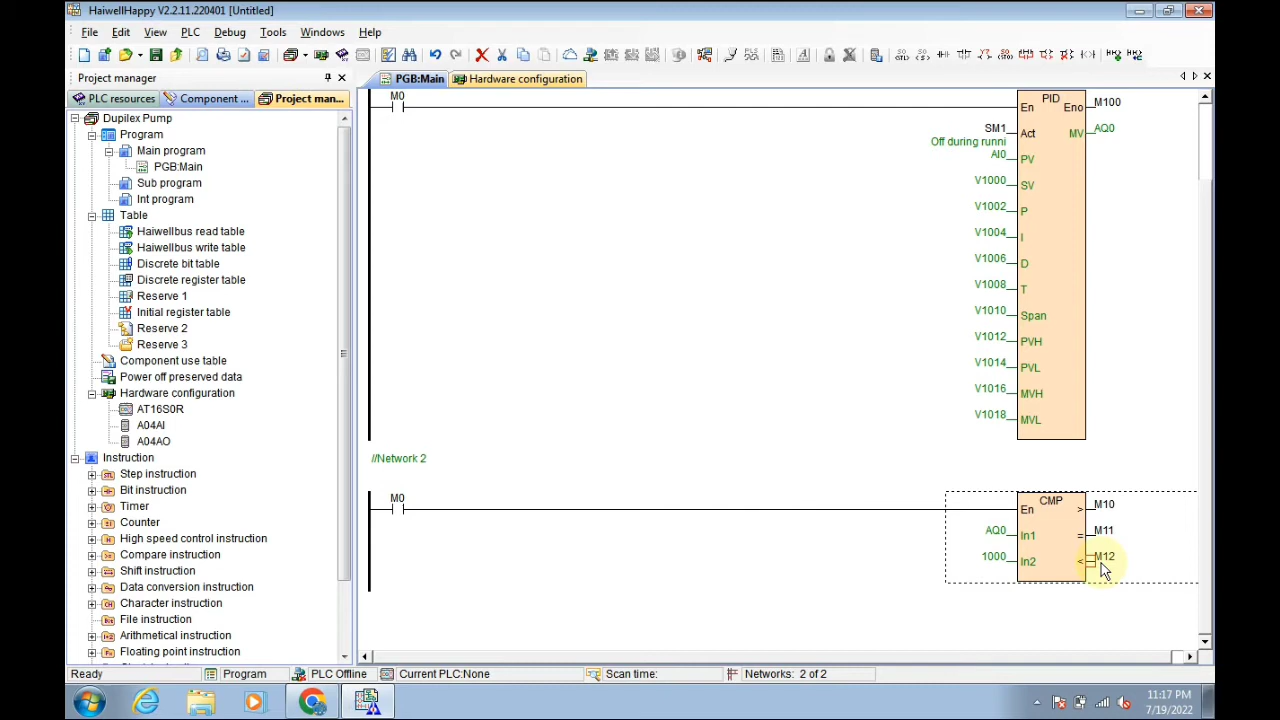 HaiwellHappy V2.2.11.220401 [Untitled]
File Edit View PLC Debug Tools Windows Help
Project manager
PGB:Main
Hardware configuration
PLC resources
Component ...
Project man...
Duplex Pump
Program
Main program
PGB:Main
Sub program
Int program
Table
Haiwellbus read table
Haiwellbus write table
Discrete bit table
Discrete register table
Reserve 1
Initial register table
Reserve 2
Reserve 3
Component use table
Power off preserved data
Hardware configuration
AT16S0R
A04AI
A04AO
Instruction
Step instruction
Bit instruction
Timer
Counter
High speed control instruction
Compare instruction
Shift instruction
Data conversion instruction
Character instruction
File instruction
Arithmetical instruction
Floating point instruction
M0
PID
En Eno M100
SM1 Act MV AQ0
Off during runni
AI0 PV
V1000 SV
V1002 P
V1004 I
V1006 D
V1008 T
V1010 Span
V1012 PVH
V1014 PVL
V1016 MVH
V1018 MVL
//Network 2
M0
CMP
En > M10
AQ0 In1 = M11
1000 In2 < M12
Ready Program PLC Offline Current PLC:None Scan time: Networks: 2 of 2
11:17 PM
7/19/2022